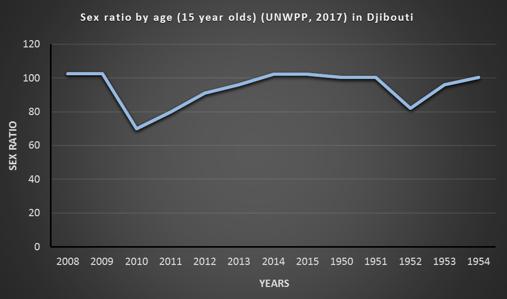 Sex ratio by age (15 year olds) (UNWPP, 2017) in Djibouti
120
100
80
60
40
20
0
SEX RATIO
2008 2009 2010 2011 2012 2013 2014 2015 1950 1951 1952 1953 1954
YEARS